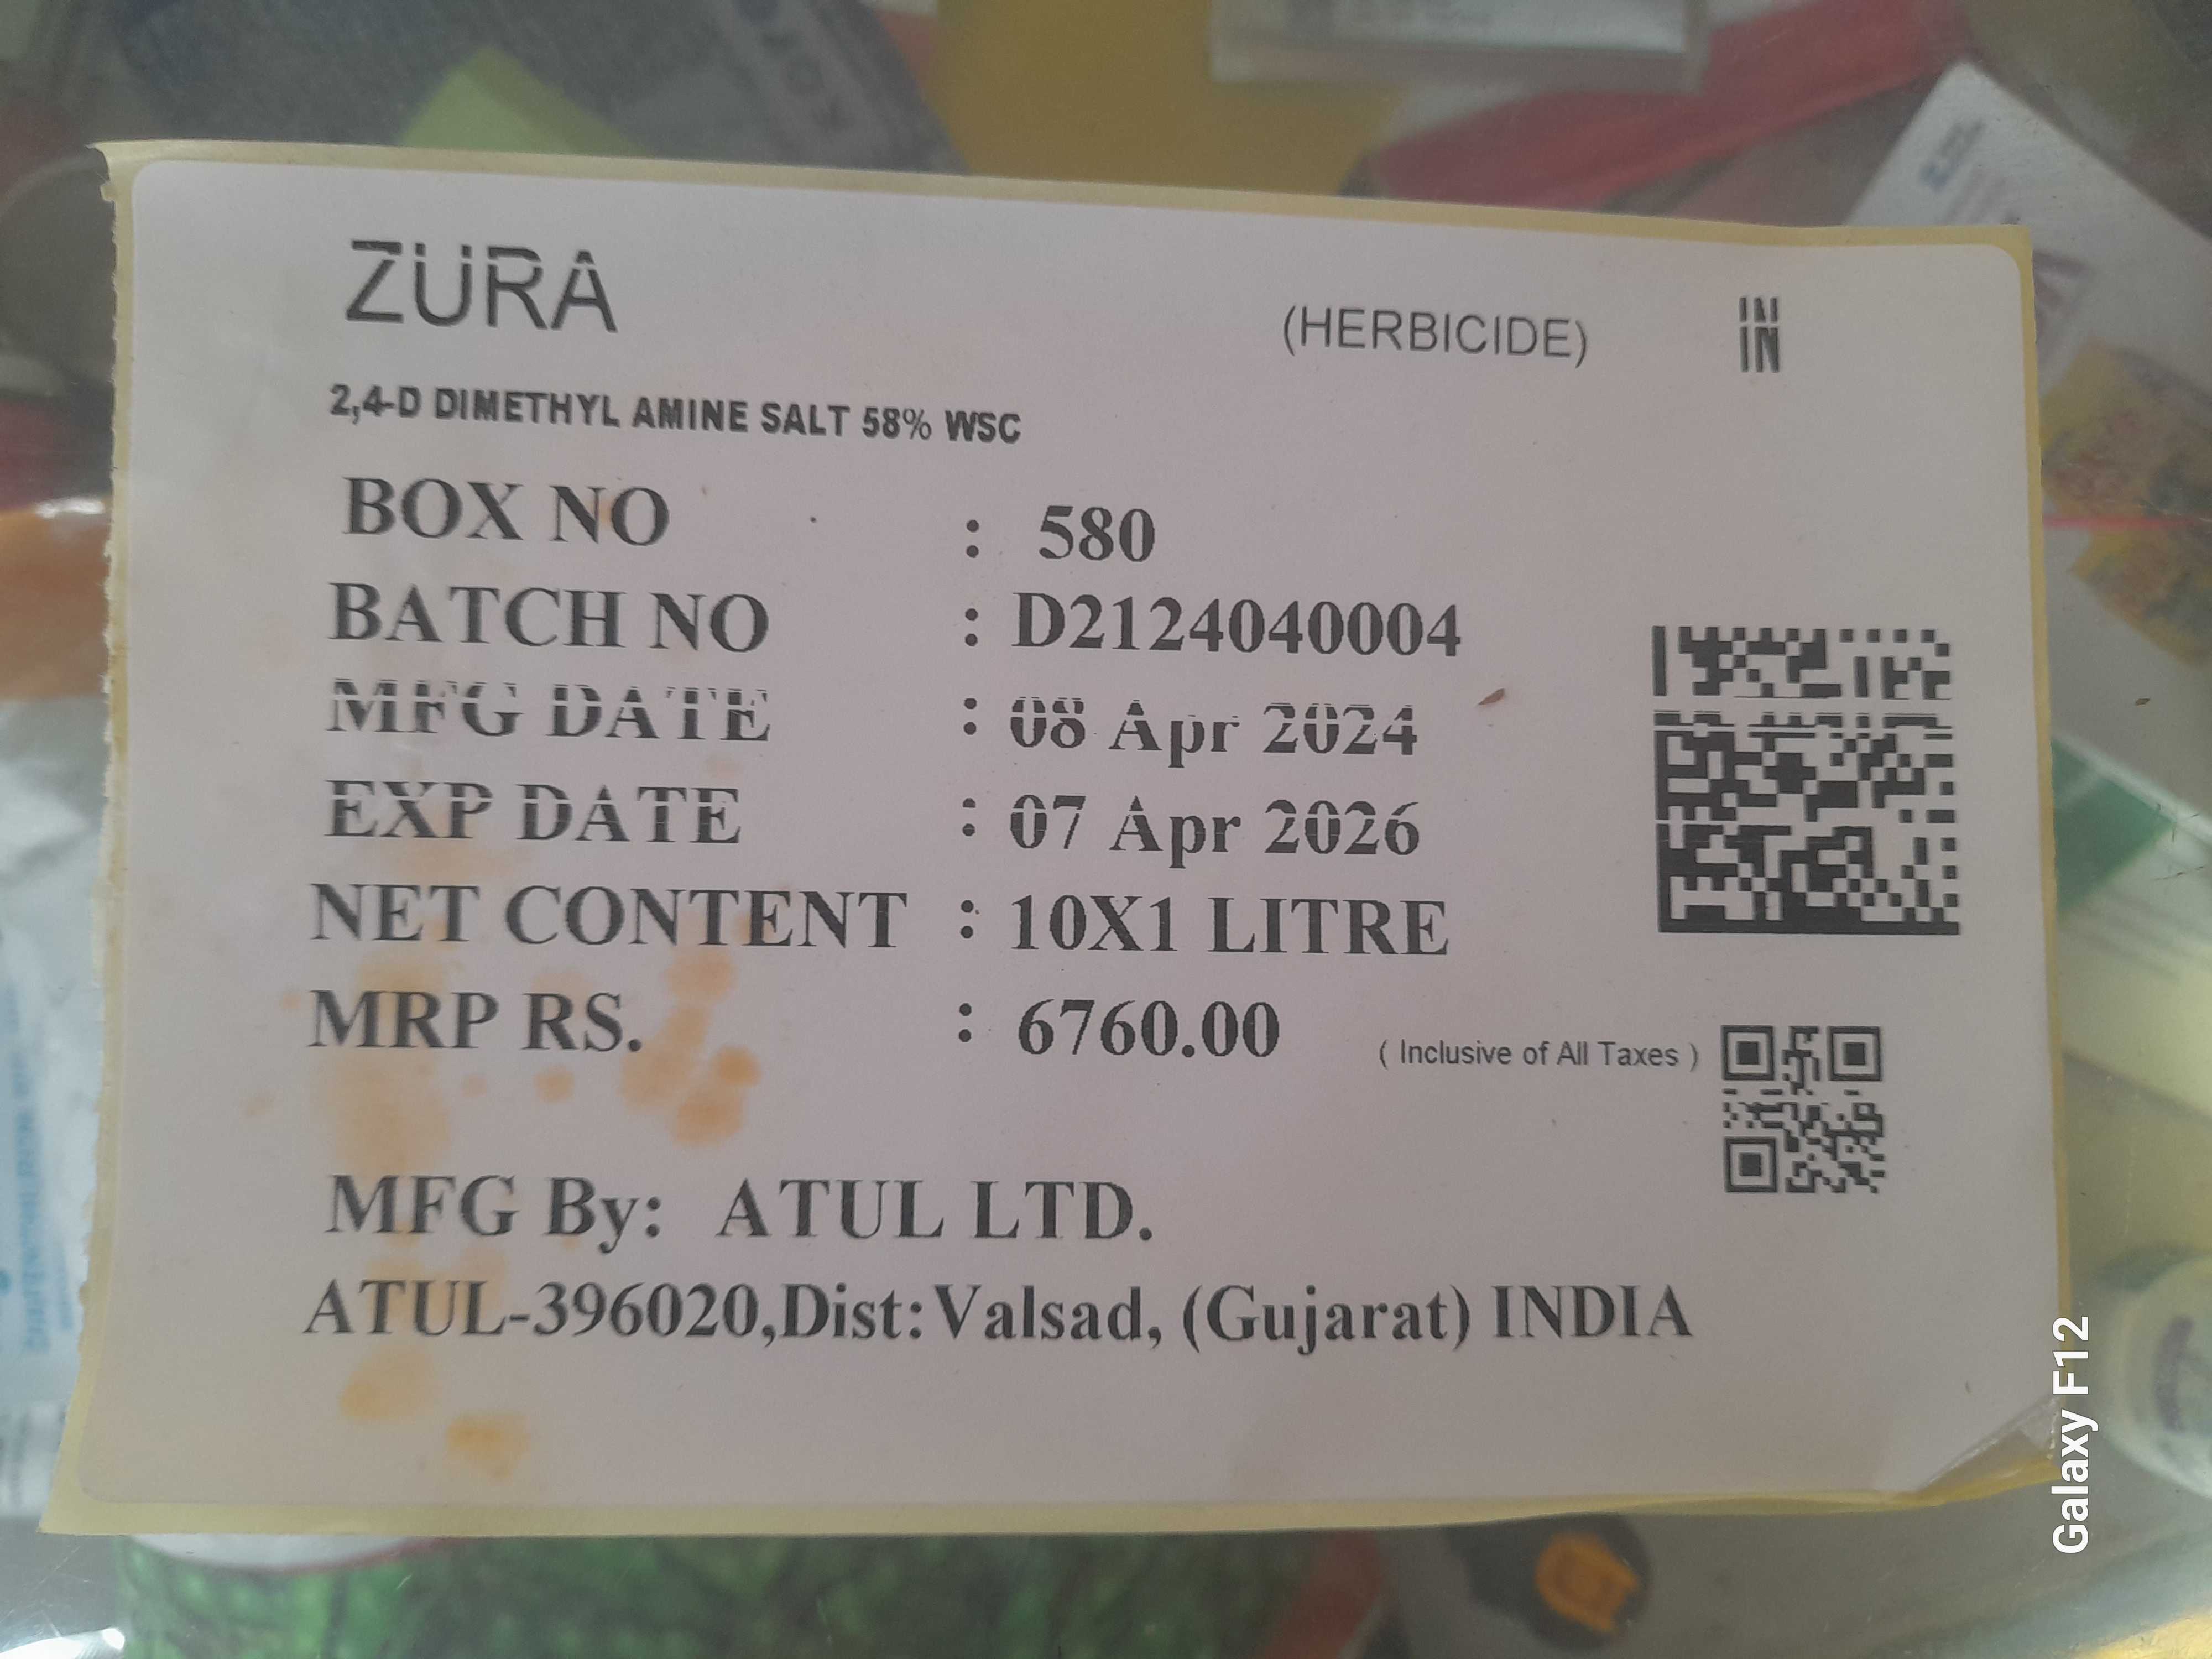 ZURA
(HERBICIDE)
IN
2,4-D DIMETHYL AMINE SALT 58% WSC
BOX NO : 580
BATCH NO : D2124040004
MFG DATE : 08 Apr 2024
EXP DATE : 07 Apr 2026
NET CONTENT : 10X1 LITRE
MRP RS. : 6760.00 ( Inclusive of All Taxes )
MFG By: ATUL LTD.
ATUL-396020,Dist:Valsad, (Gujarat) INDIA
Galaxy F12